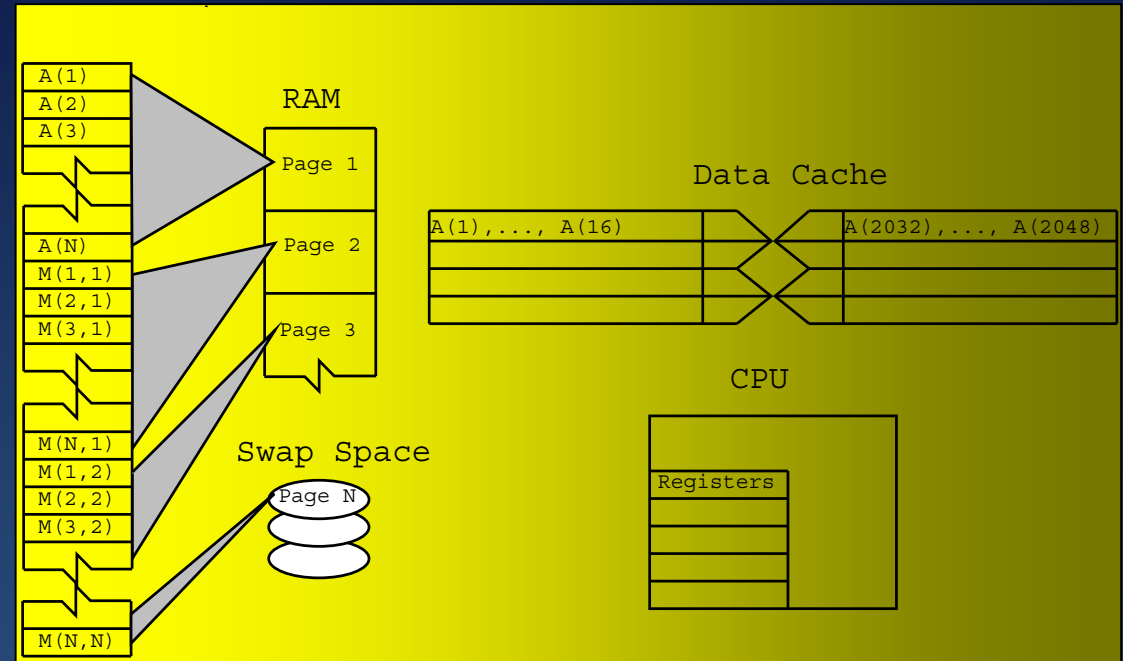 A(1)
A(2)
A(3)
A(N)
M(1,1)
M(2,1)
M(3,1)
M(N,1)
M(1,2)
M(2,2)
M(3,2)
M(N,N)
RAM
Page 1
Page 2
Page 3
Swap Space
Page N
Data Cache
A(1),..., A(16)
A(2032),..., A(2048)
CPU
Registers